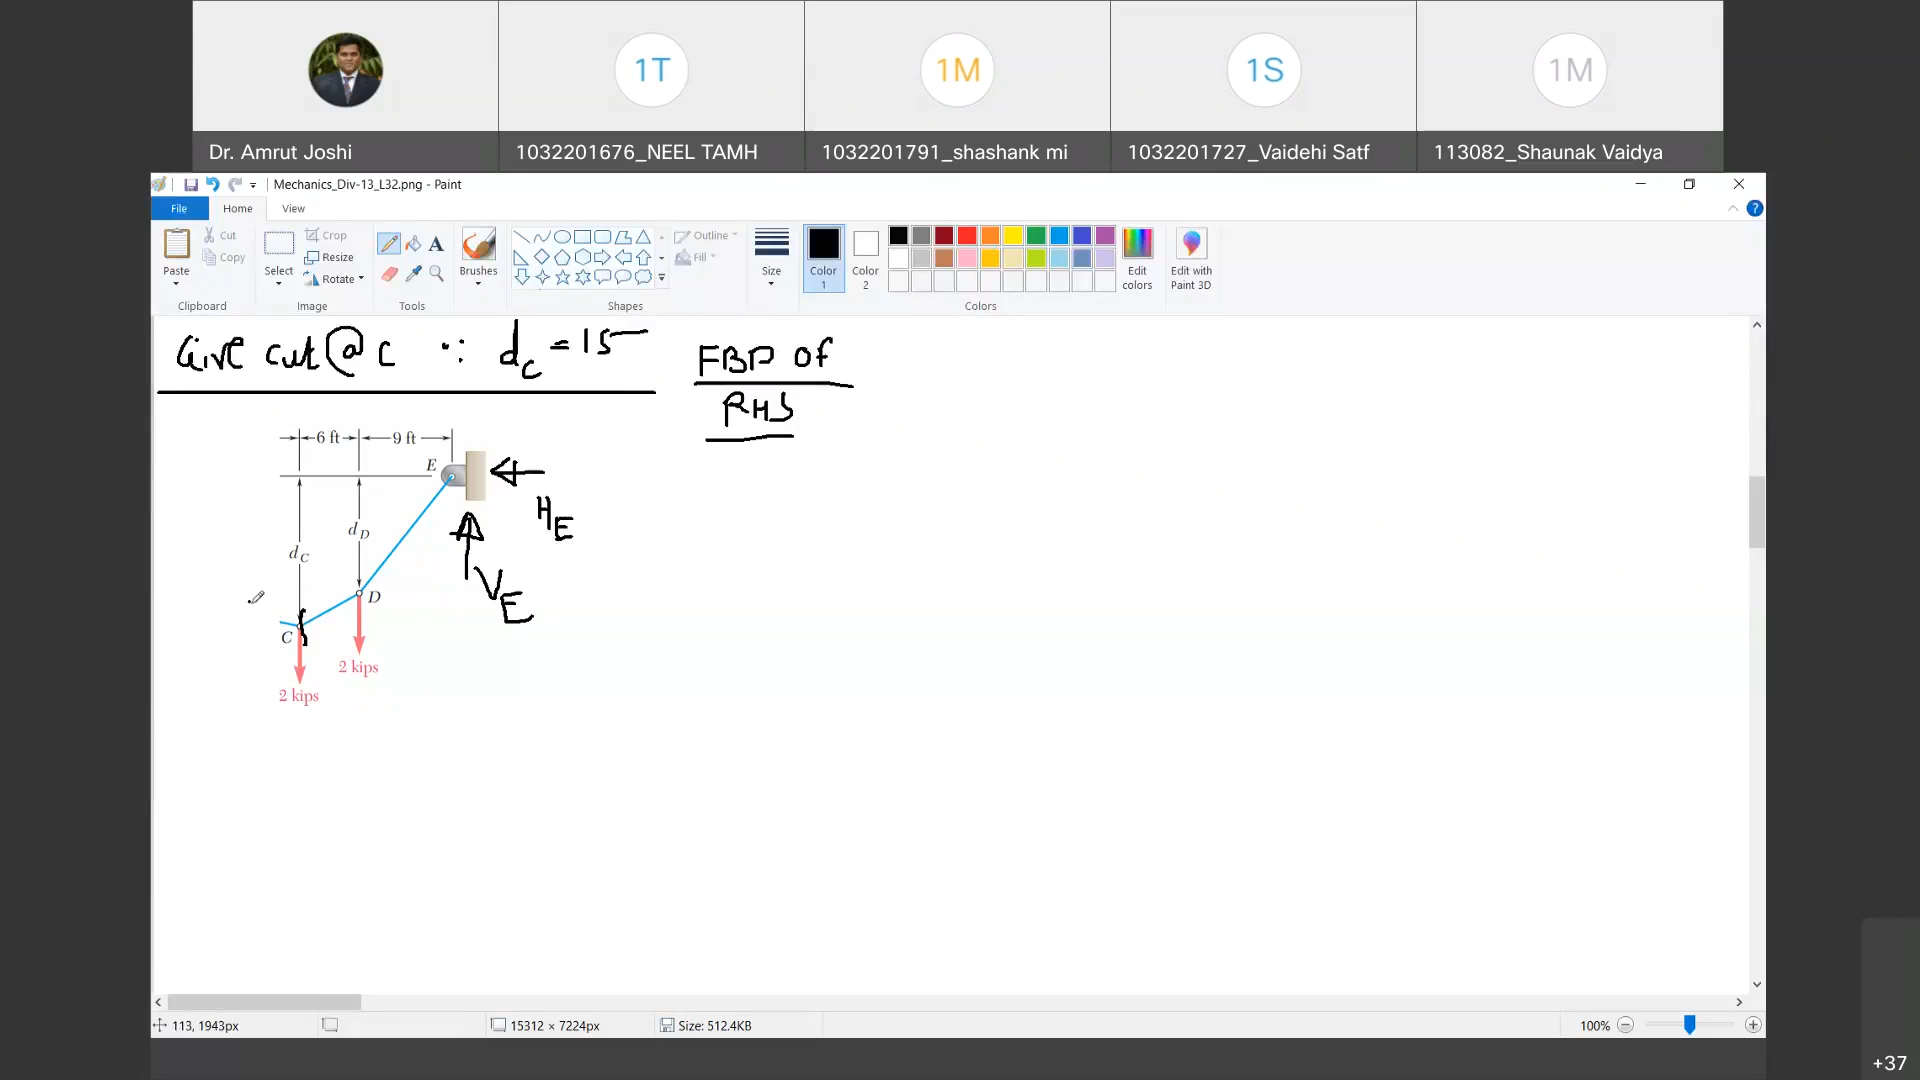 1T
1M
1S
1M
Dr. Amrut Joshi
1032201676_NEEL TAMH
1032201791_shashank mi
1032201727_Vaidehi Satf
113082_Shaunak Vaidya
Mechanics_Div-13_L32.png - Paint
File
Home
View
Paste
Cut
Copy
Clipboard
Select
Crop
Resize
Rotate
Image
A
Tools
Brushes
Outline
Fill
Shapes
Size
Color 1
Color 2
Edit colors
Colors
Edit with Paint 3D
?
Give cut @ C ∵ dc = 15
FBD of
RHS
6 ft
9 ft
E
HE
dD
dC
VE
D
C
2 kips
2 kips
113, 1943px
15312 × 7224px
Size: 512.4KB
100%
+37